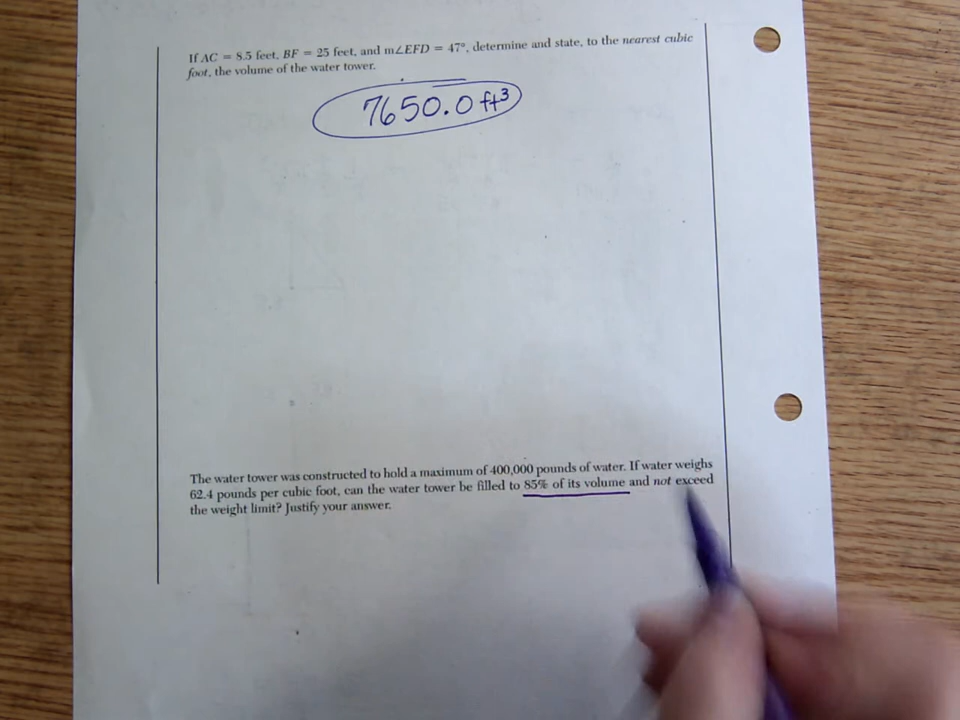 If AC = 8.5 feet, BF = 25 feet, and m∠EFD = 47°, determine and state, to the nearest cubic
foot, the volume of the water tower.
7650.0 ft³
The water tower was constructed to hold a maximum of 400,000 pounds of water. If water weighs
62.4 pounds per cubic foot, can the water tower be filled to 85% of its volume and not exceed
the weight limit? Justify your answer.